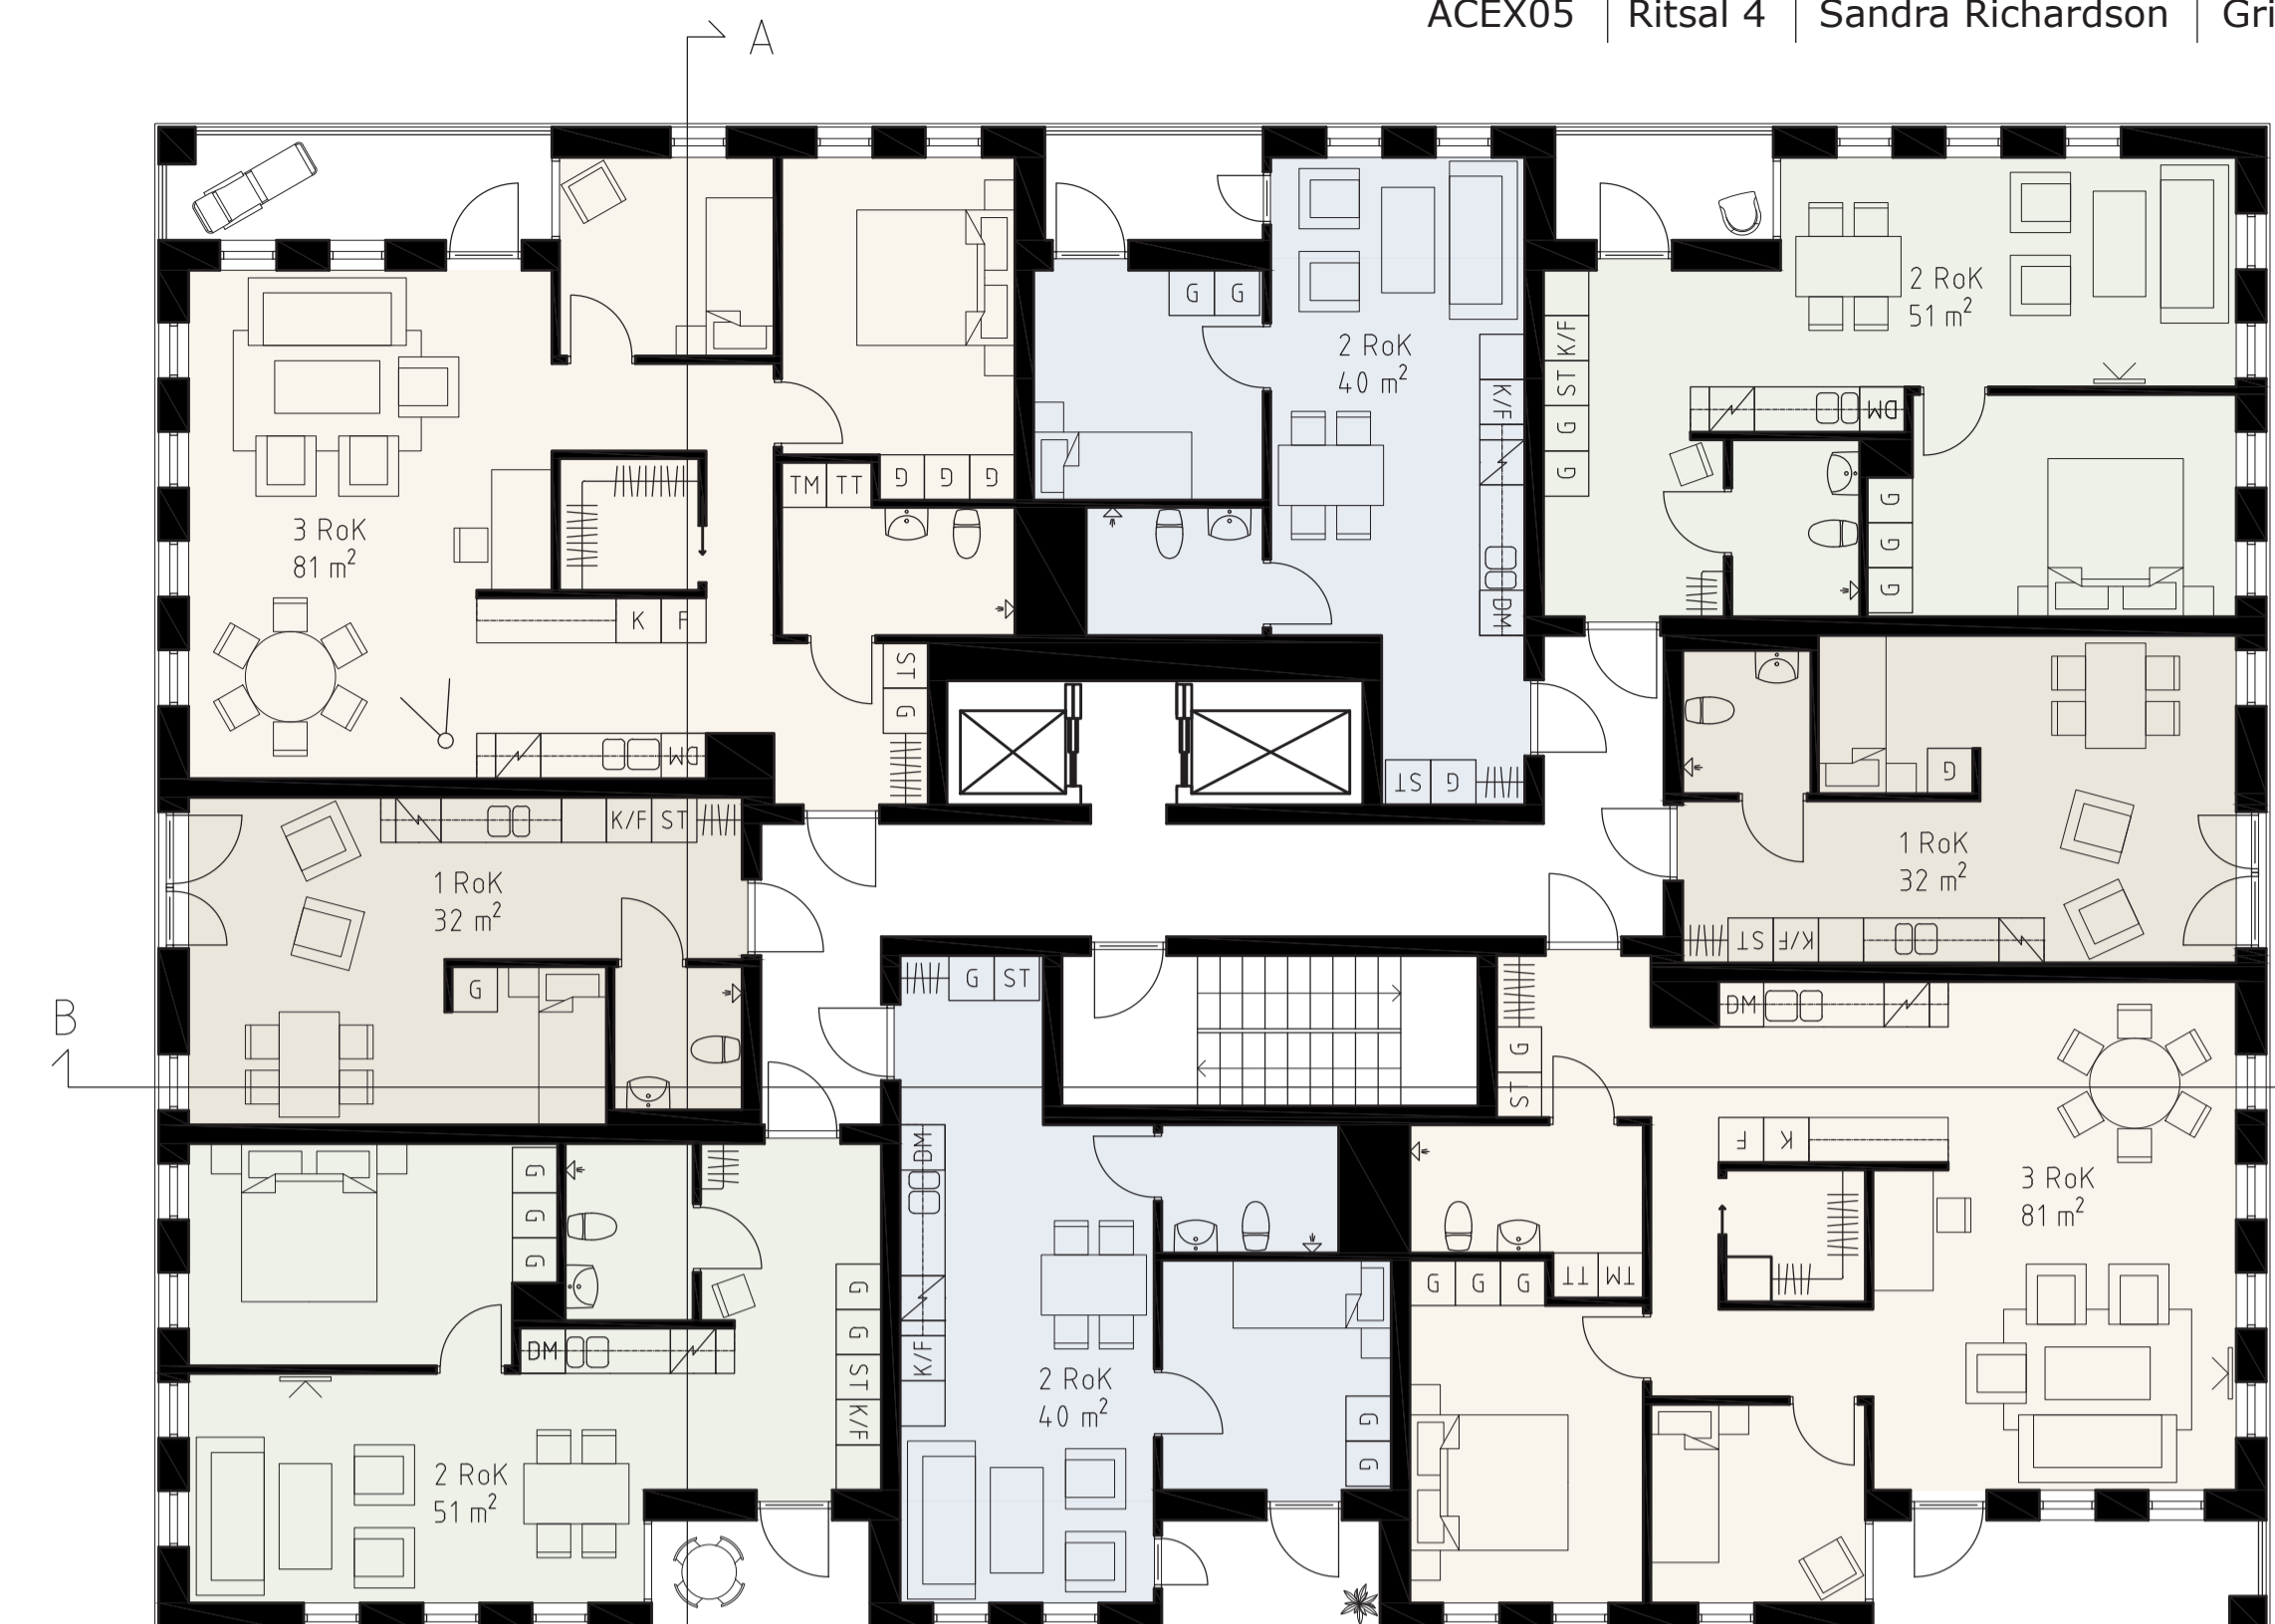 ACEX05 | Ritsal 4 | Sandra Richardson | Gri
A
G G
2 RoK
51 m²
2 RoK
40 m²
K/F
ST
G
G
K/F
DM
TM TT G G G
G
G
G
3 RoK
81 m²
K F
DM
ST
G
DM
ST G
G
K/F ST
1 RoK
32 m²
1 RoK
32 m²
ST K/F
G
G ST
DM
B
G
ST
F K
DM
G
G
G
3 RoK
81 m²
G
G
ST
K/F
G G G TT TM
DM
K/F
2 RoK
40 m²
G
G
2 RoK
51 m²